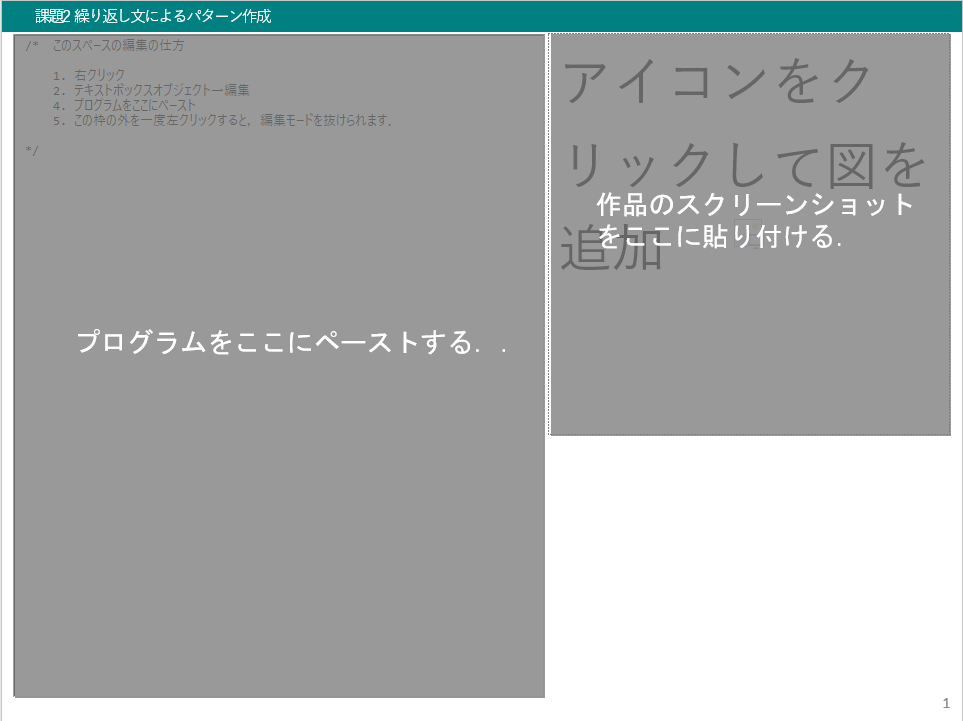 課題2 繰り返し文によるパターン作成
/* このスペースの編集の仕方
1. 右クリック
2. テキストボックスオブジェクトー編集
4. プログラムをここにペースト
5. この枠の外を一度左クリックすると，編集モードを抜けられます．
*/
プログラムをここにペーストする．．
アイコンをク
リックして図を
追加
作品のスクリーンショット
をここに貼り付ける．
1